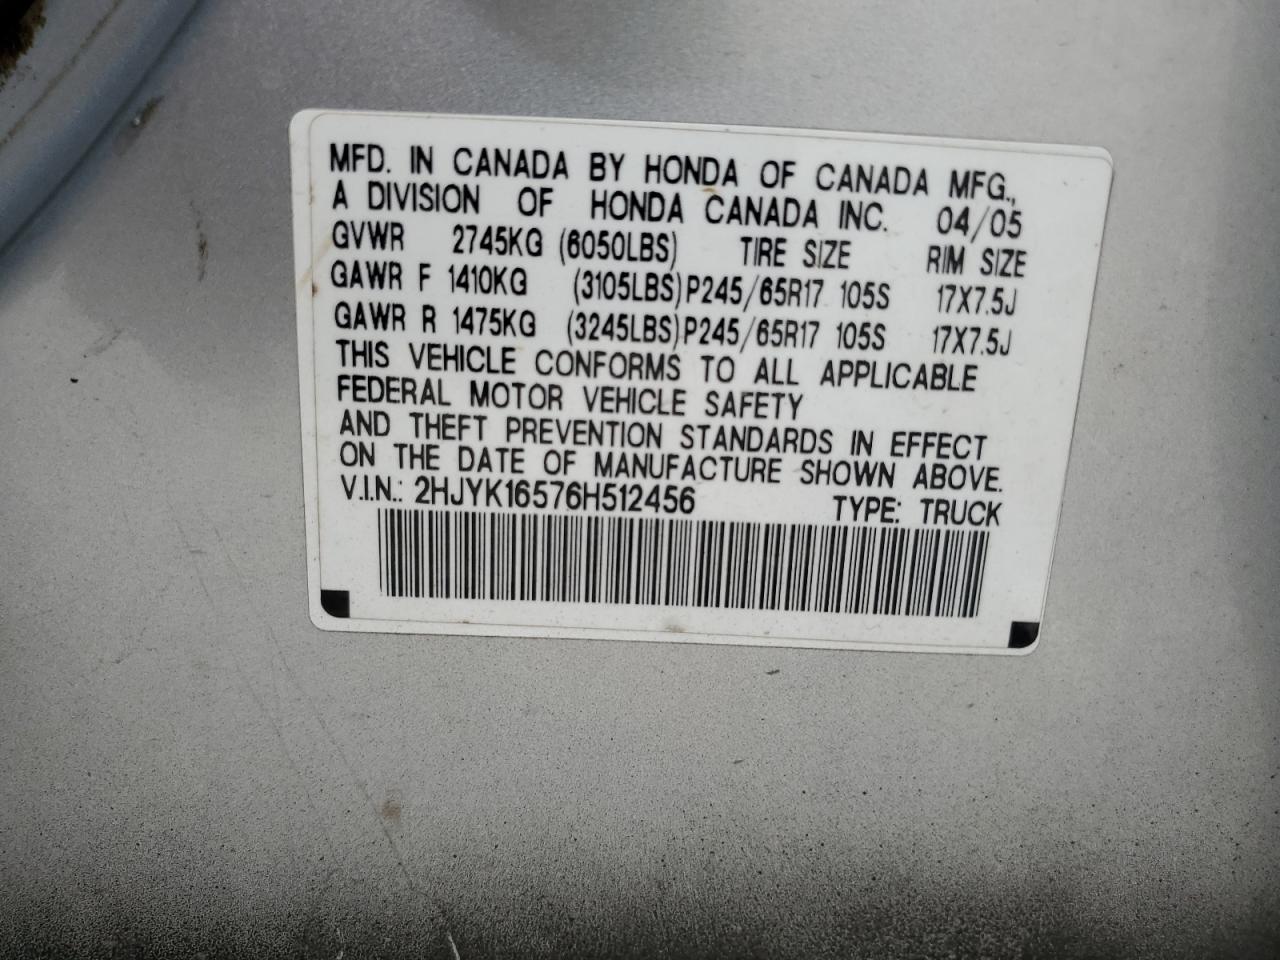 MFD. IN CANADA BY HONDA OF CANADA MFG.,
A DIVISION OF HONDA CANADA INC. 04/05
GVWR 2745KG (6050LBS) TIRE SIZE RIM SIZE
GAWR F 1410KG (3105LBS) P245/65R17 105S 17X7.5J
GAWR R 1475KG (3245LBS) P245/65R17 105S 17X7.5J
THIS VEHICLE CONFORMS TO ALL APPLICABLE
FEDERAL MOTOR VEHICLE SAFETY
AND THEFT PREVENTION STANDARDS IN EFFECT
ON THE DATE OF MANUFACTURE SHOWN ABOVE.
V.I.N.: 2HJYK16576H512456 TYPE: TRUCK